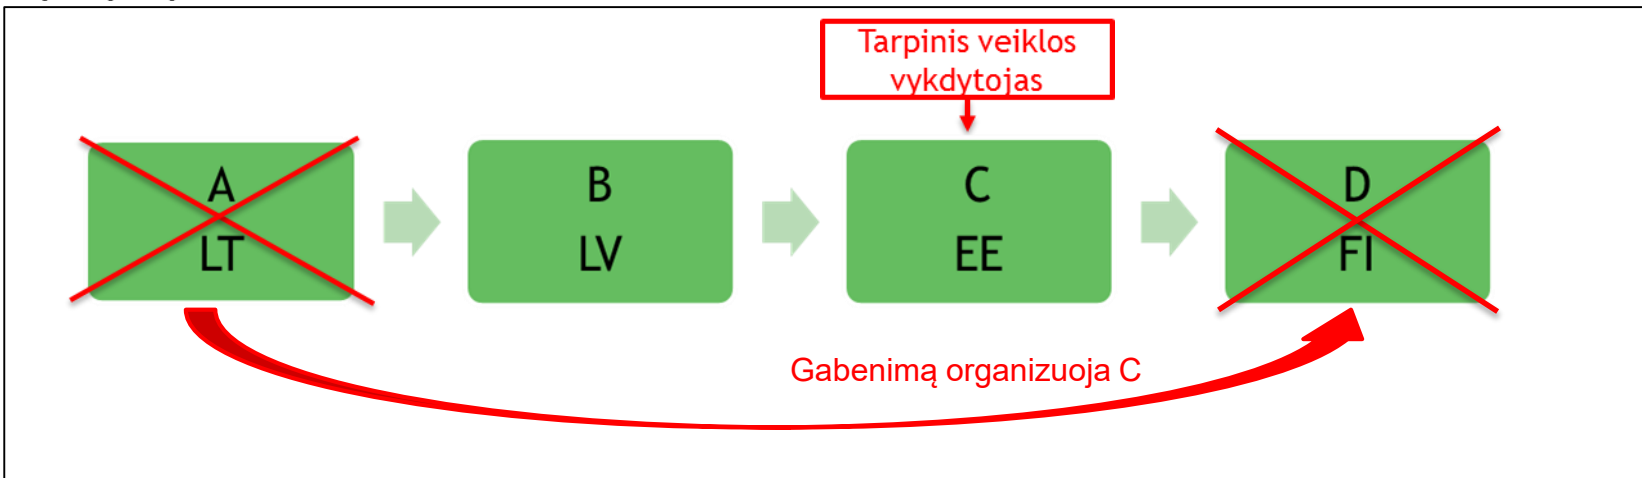 Tarpinis veiklos
vykdytojas
A
LT
B
LV
C
EE
D
FI
Gabenimą organizuoja C